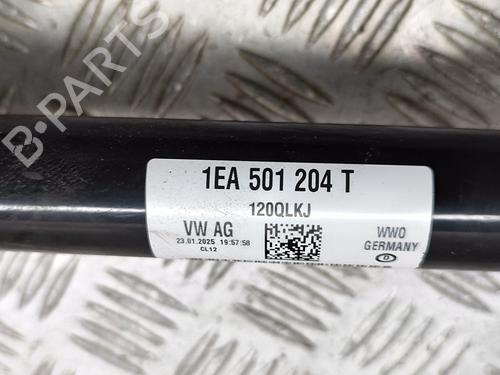 B-PARTS
1EA 501 204 T
120QLKJ
VW AG
23.01.2025 19:57:58
CL12
WWO
GERMANY
D